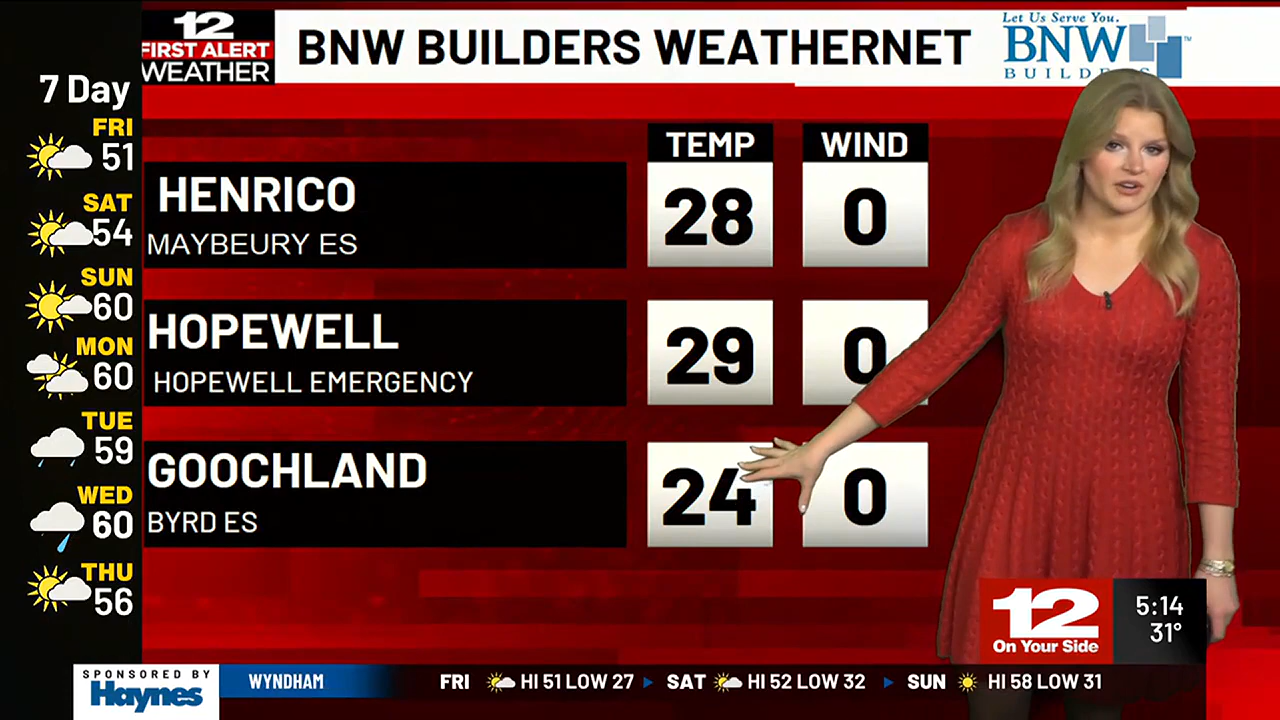 12
FIRST ALERT
WEATHER
BNW BUILDERS WEATHERNET
Let Us Serve You.
BNW
BUILDERS
7 Day
FRI
51
SAT
54
SUN
60
MON
60
TUE
59
WED
60
THU
56
TEMP WIND
HENRICO
MAYBEURY ES
28 0
HOPEWELL
HOPEWELL EMERGENCY
29 0
GOOCHLAND
BYRD ES
24 0
12
On Your Side
5:14
31°
SPONSORED BY
Haynes
WYNDHAM FRI HI 51 LOW 27 SAT HI 52 LOW 32 SUN HI 58 LOW 31